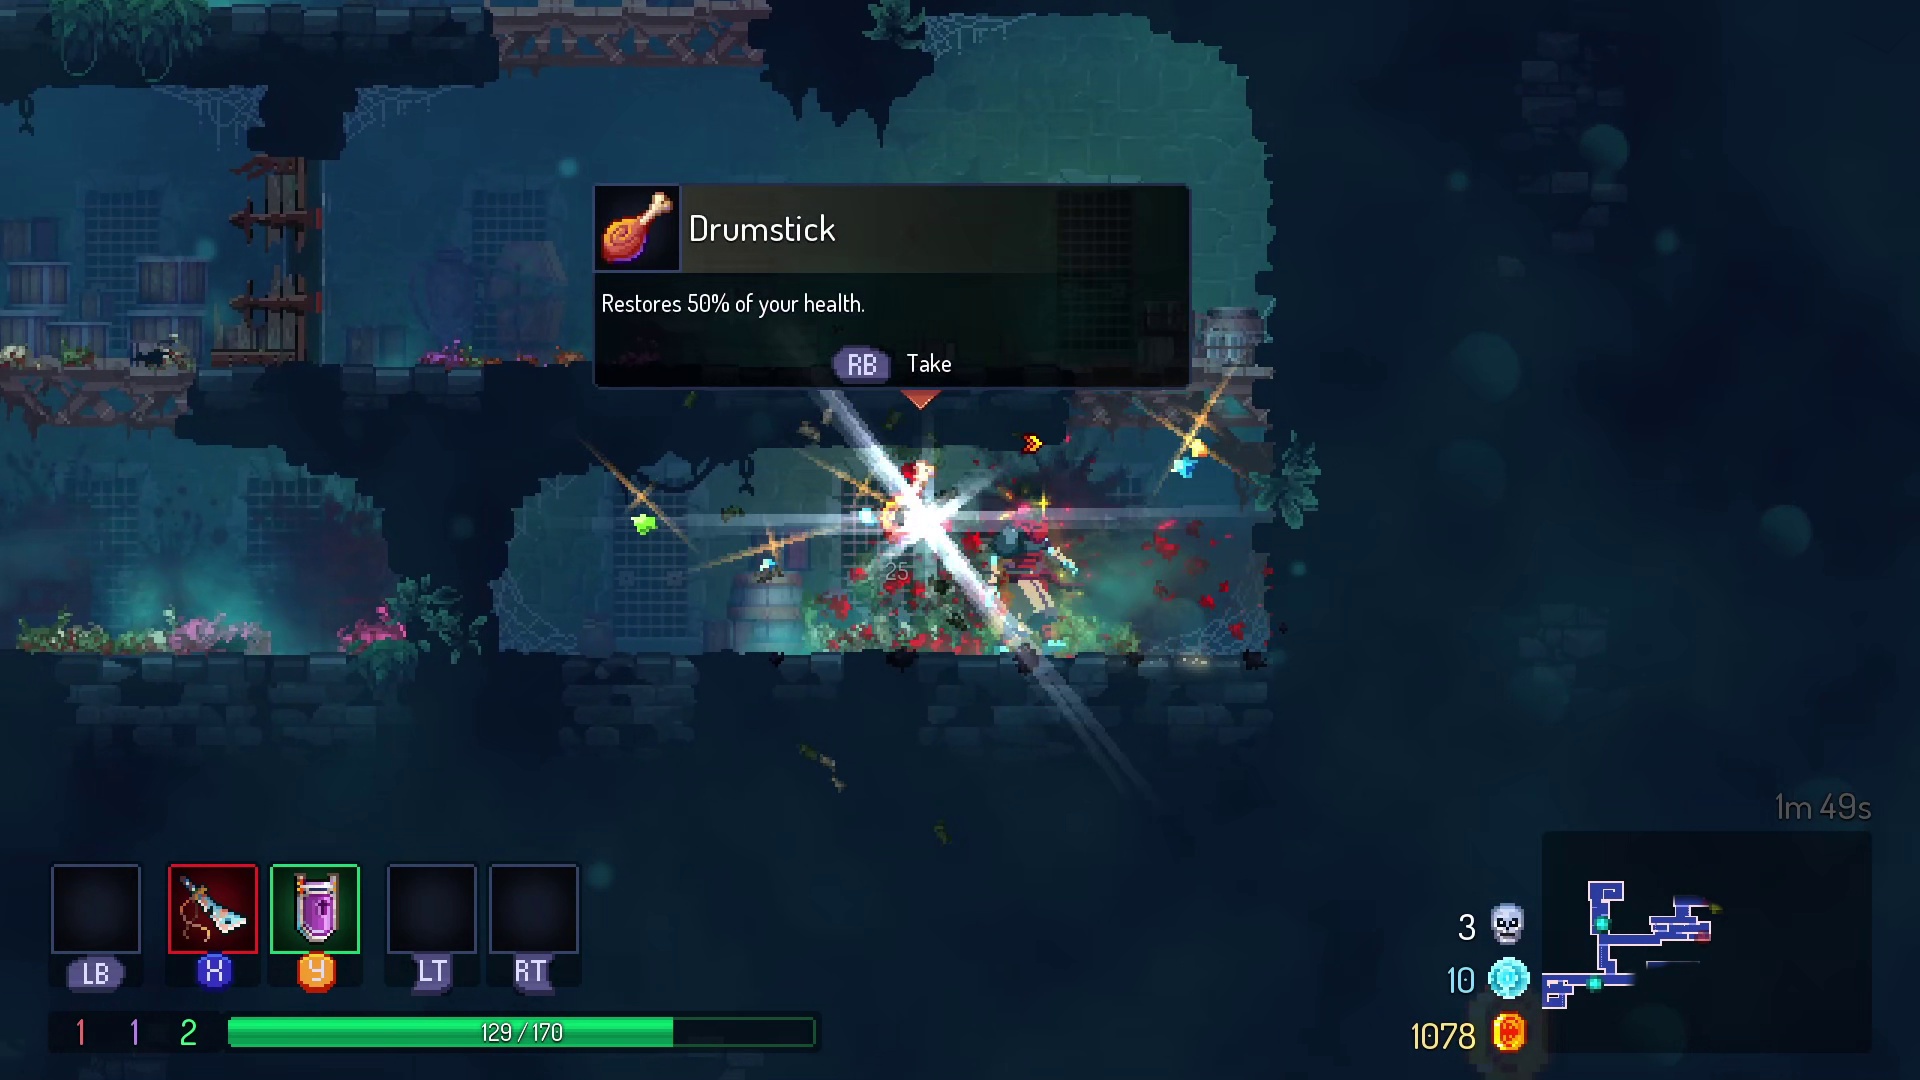 Drumstick
Restores 50% of your health.
RB Take
25
1m 49s
3
10
1078
LB X Y LT RT
1 1 2 129 / 170